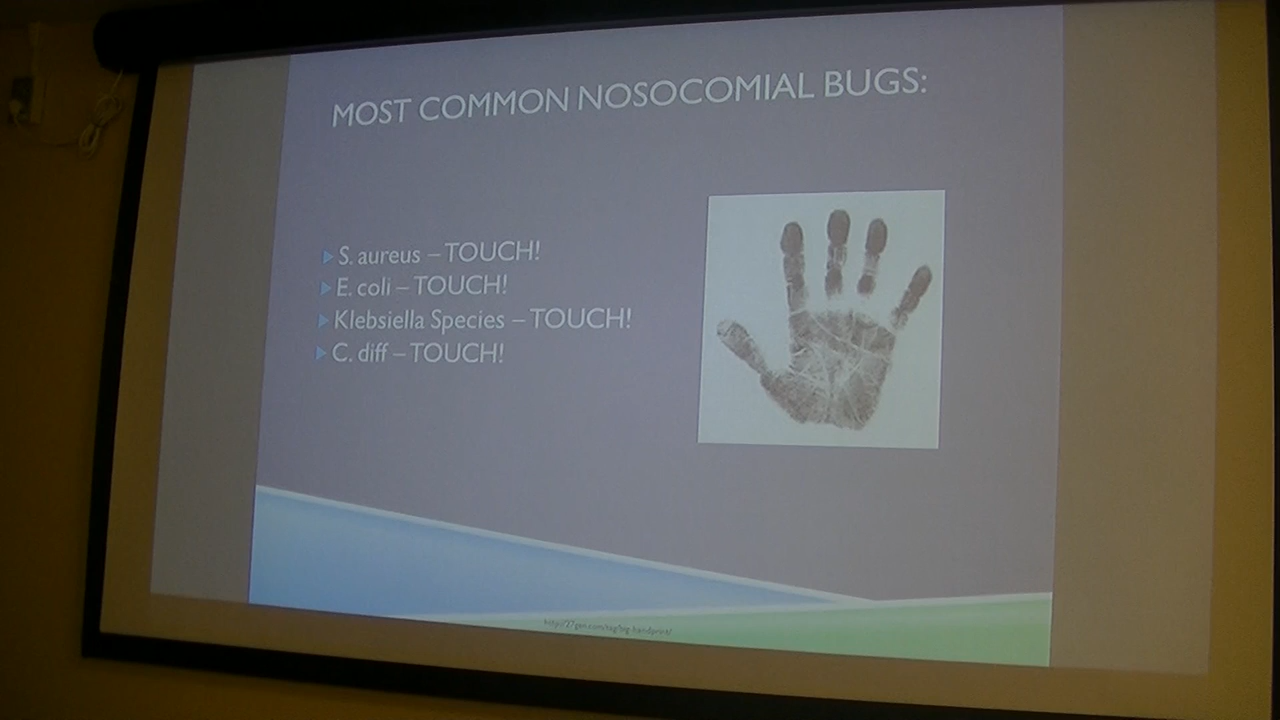 MOST COMMON NOSOCOMIAL BUGS:
S. aureus – TOUCH!
E. coli – TOUCH!
Klebsiella Species – TOUCH!
C. diff – TOUCH!